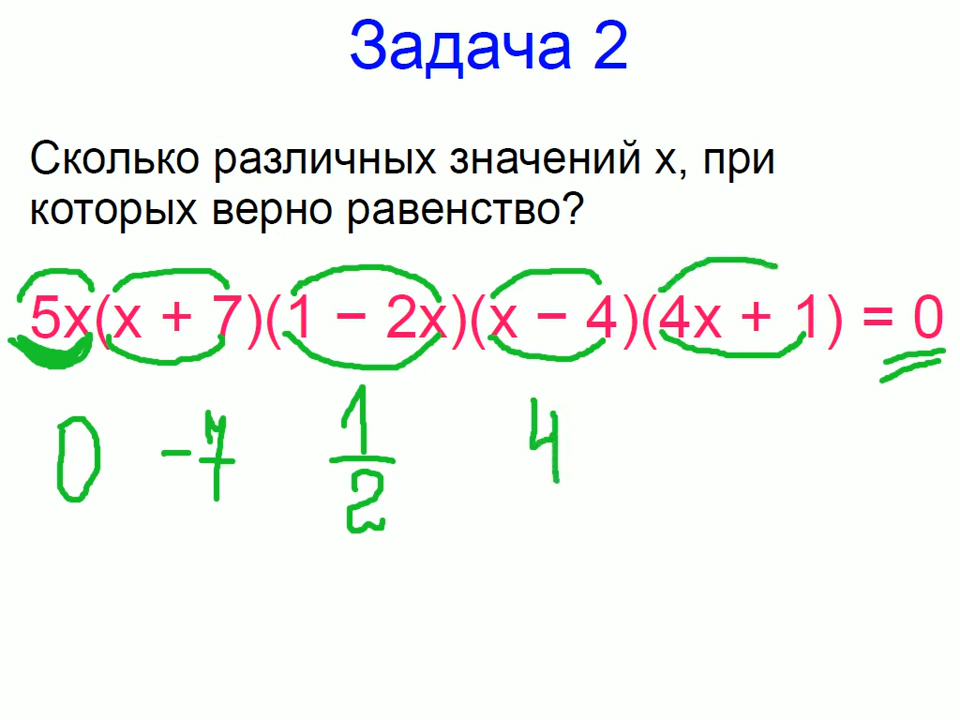 Задача 2
Сколько различных значений x, при
которых верно равенство?
5x(x + 7)(1 − 2x)(x − 4)(4x + 1) = 0
0 -7 1/2 4